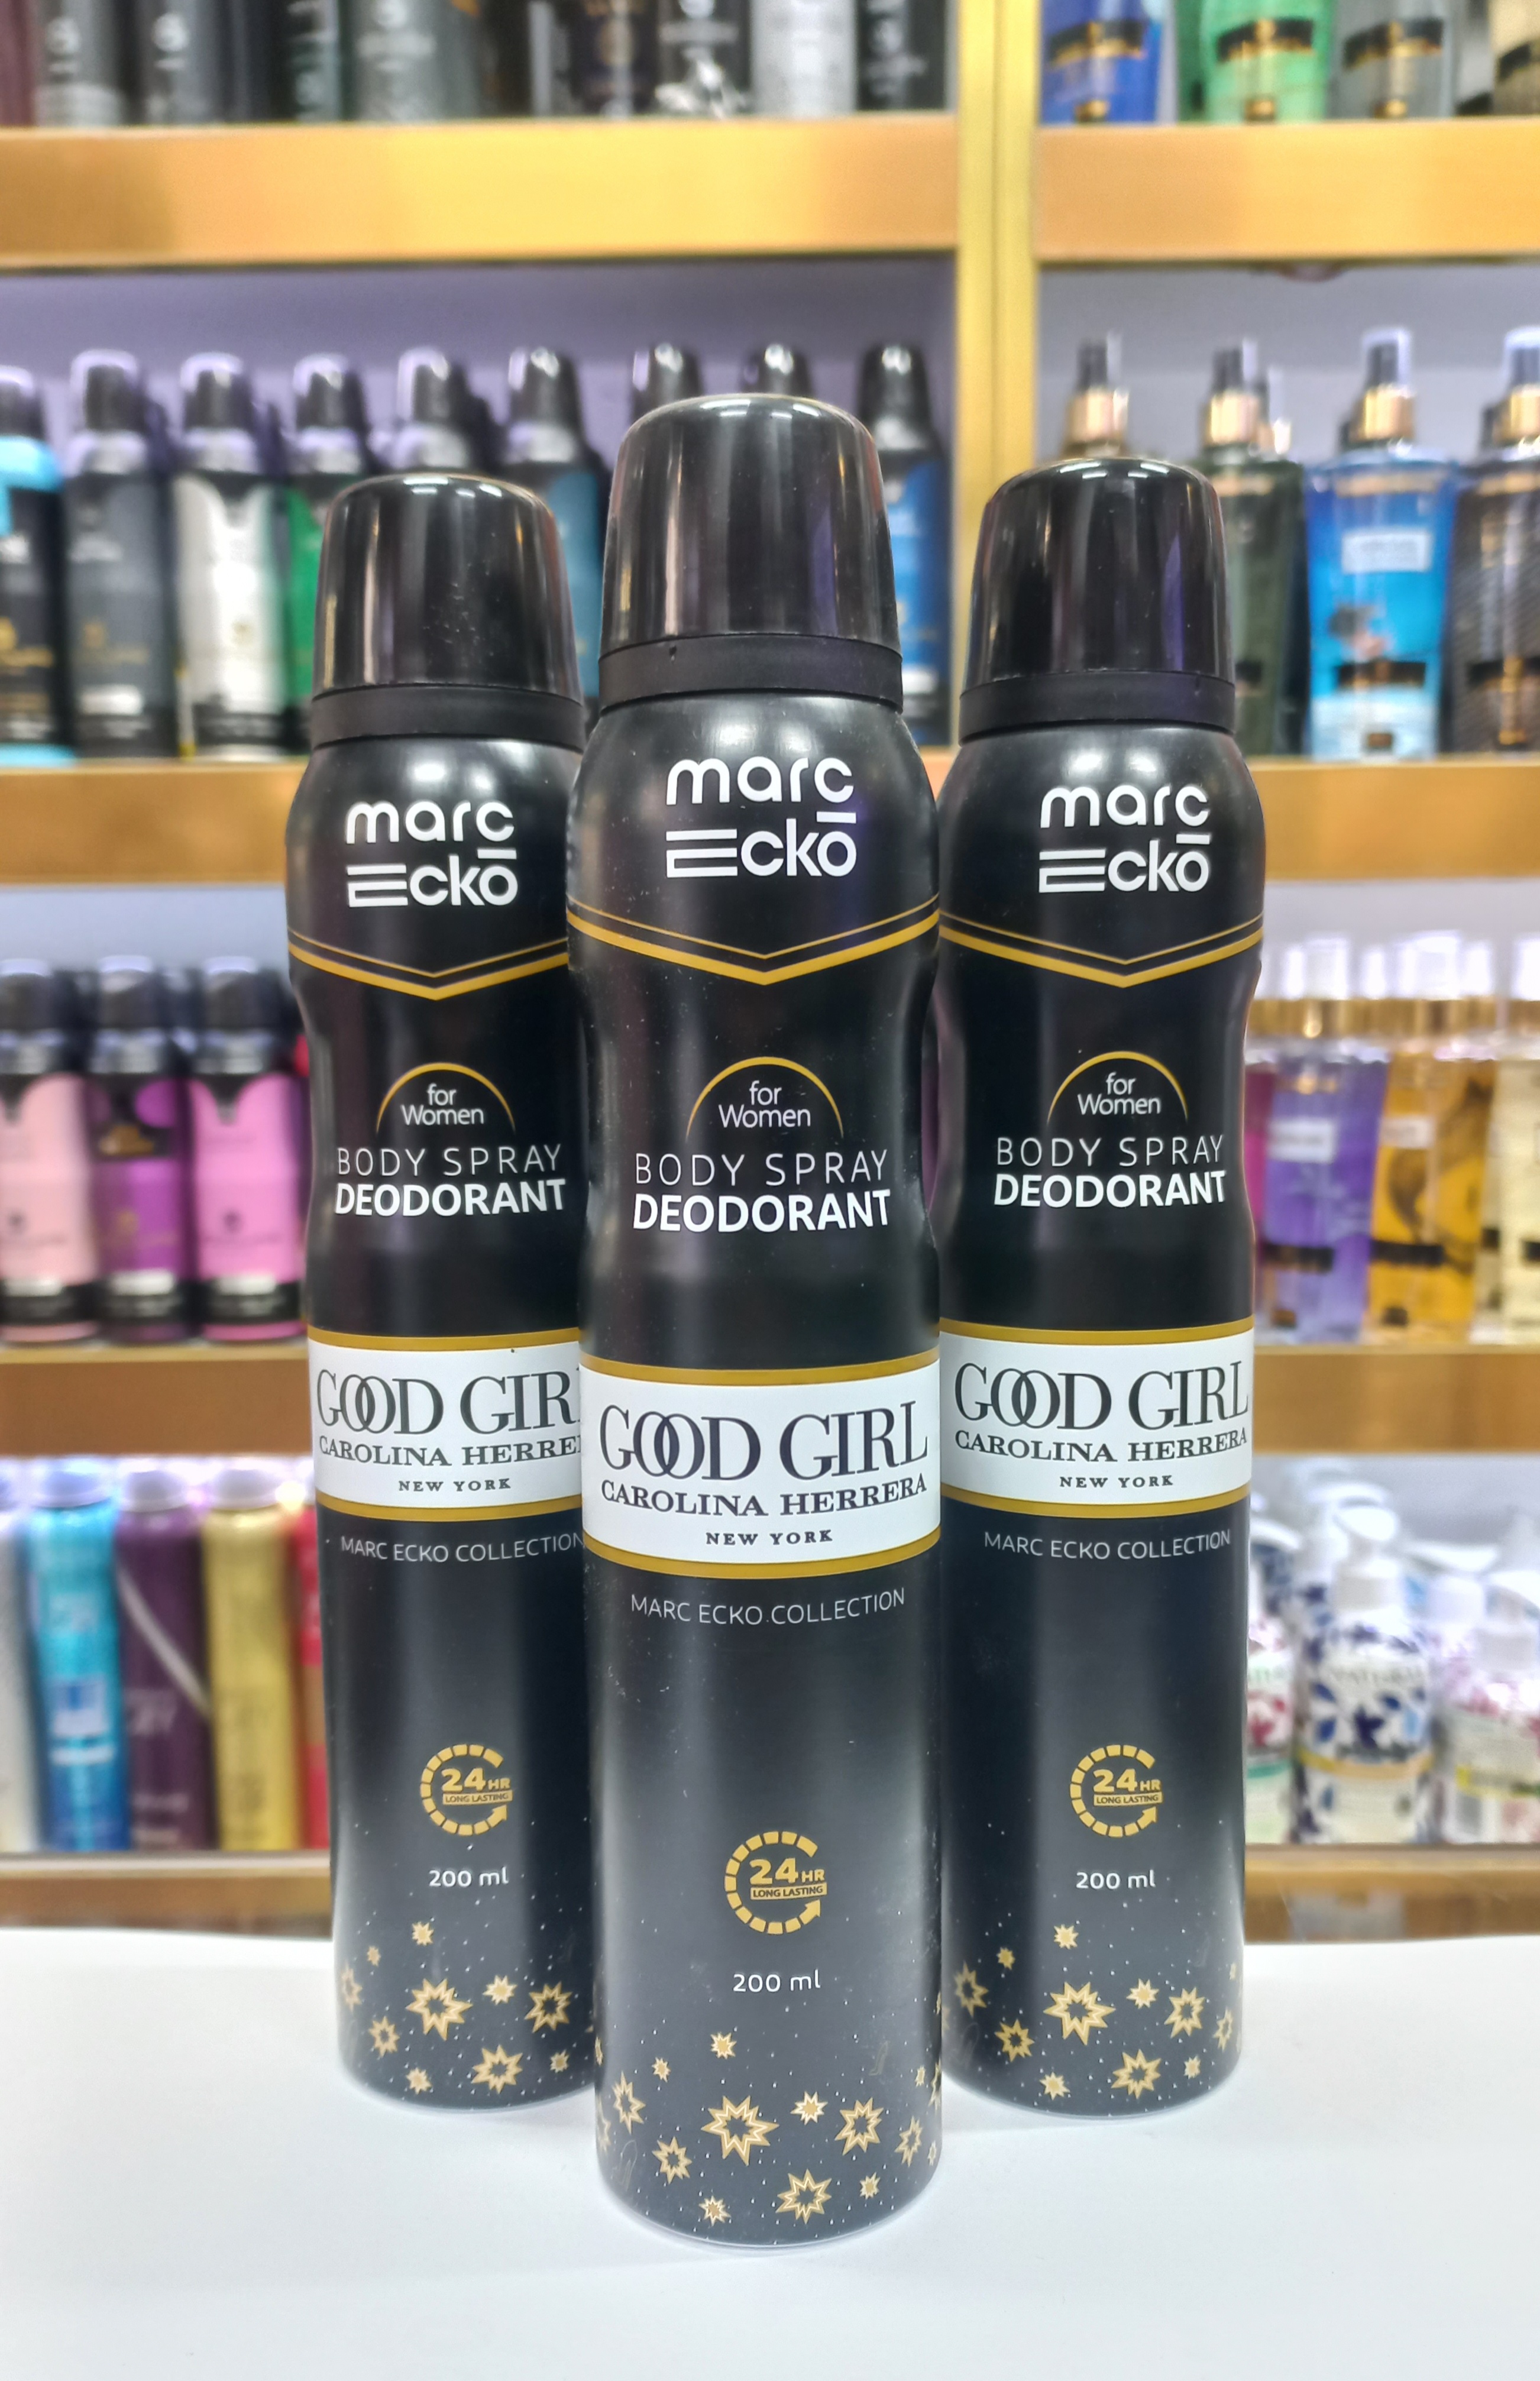 marc
Ecko
for
Women
BODY SPRAY
DEODORANT
GOOD GIRL
CAROLINA HERRERA
NEW YORK
MARC ECKO COLLECTION
24HR
LONG LASTING
200 ml
marc
Ecko
for
Women
BODY SPRAY
DEODORANT
GOOD GIRL
CAROLINA HERRERA
NEW YORK
MARC ECKO COLLECTION
24HR
LONG LASTING
200 ml
marc
Ecko
for
Women
BODY SPRAY
DEODORANT
GOOD GIRL
CAROLINA HERRERA
NEW YORK
MARC ECKO COLLECTION
24HR
LONG LASTING
200 ml